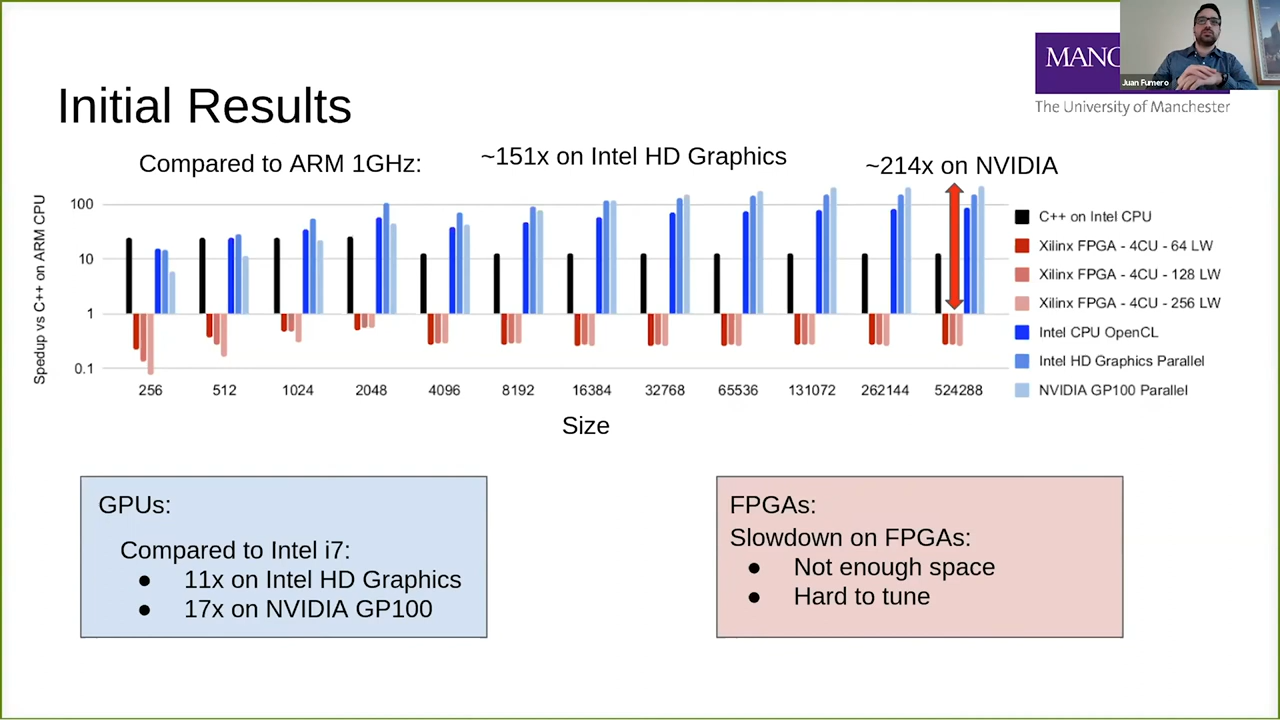 MANC
Juan Fumero
The University of Manchester
Initial Results
Compared to ARM 1GHz:
~151x on Intel HD Graphics
~214x on NVIDIA
Spedup vs C++ on ARM CPU
100
10
1
0.1
256 512 1024 2048 4096 8192 16384 32768 65536 131072 262144 524288
Size
C++ on Intel CPU
Xilinx FPGA - 4CU - 64 LW
Xilinx FPGA - 4CU - 128 LW
Xilinx FPGA - 4CU - 256 LW
Intel CPU OpenCL
Intel HD Graphics Parallel
NVIDIA GP100 Parallel
GPUs:
Compared to Intel i7:
● 11x on Intel HD Graphics
● 17x on NVIDIA GP100
FPGAs:
Slowdown on FPGAs:
● Not enough space
● Hard to tune